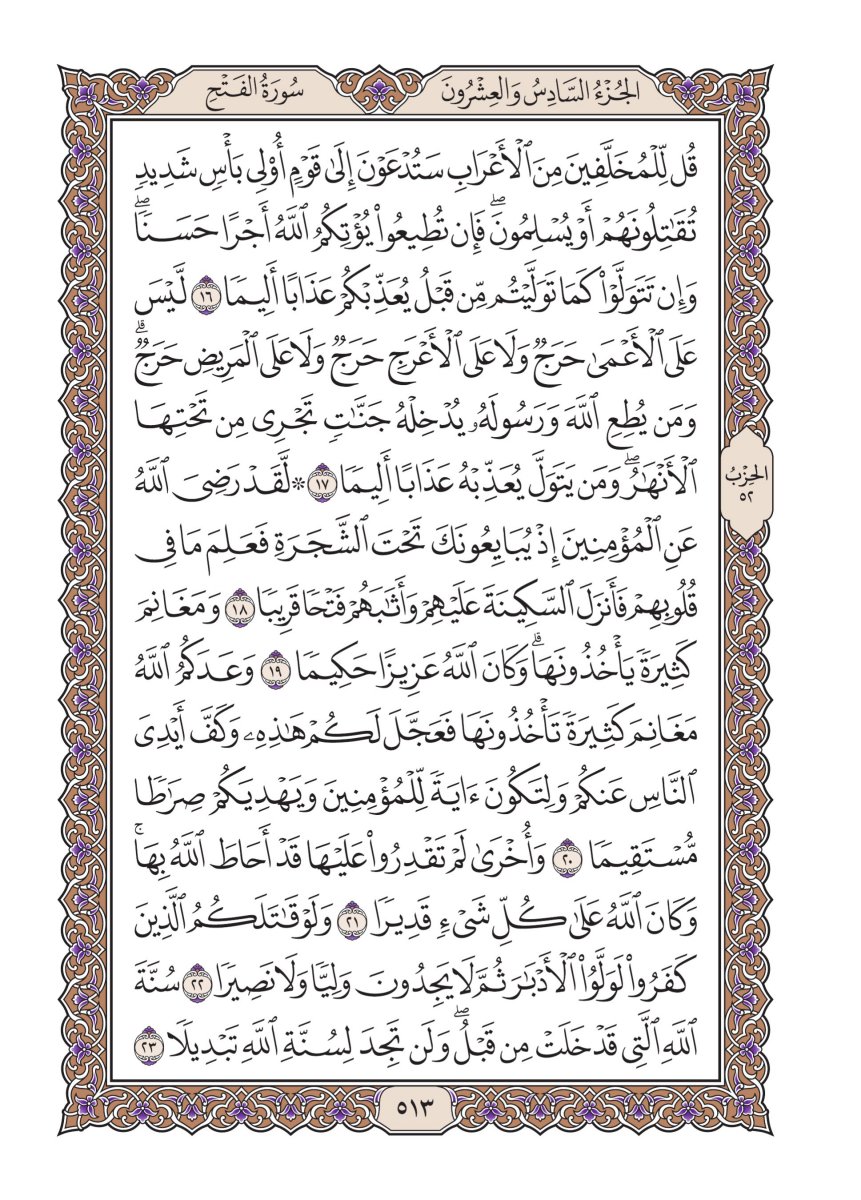 الجُزْءُ السَّادِسُ وَالعِشْرُونَ
سُورَةُ الفَتْحِ
قُل لِّلْمُخَلَّفِينَ مِنَ ٱلْأَعْرَابِ سَتُدْعَوْنَ إِلَىٰ قَوْمٍ أُوْلِي بَأْسٍ شَدِيدٍ
تُقَٰتِلُونَهُمْ أَوْ يُسْلِمُونَۖ فَإِن تُطِيعُواْ يُؤْتِكُمُ ٱللَّهُ أَجْرًا حَسَنٗاۖ
وَإِن تَتَوَلَّوْاْ كَمَا تَوَلَّيْتُم مِّن قَبْلُ يُعَذِّبْكُمْ عَذَابًا أَلِيمٗا ١٦ لَّيْسَ
عَلَى ٱلْأَعْمَىٰ حَرَجٞ وَلَا عَلَى ٱلْأَعْرَجِ حَرَجٞ وَلَا عَلَى ٱلْمَرِيضِ حَرَجٞۗ
وَمَن يُطِعِ ٱللَّهَ وَرَسُولَهُۥ يُدْخِلْهُ جَنَّٰتٖ تَجْرِي مِن تَحْتِهَا
ٱلْأَنْهَٰرُۖ وَمَن يَتَوَلَّ يُعَذِّبْهُ عَذَابًا أَلِيمٗا ١٧ ۞ لَّقَدْ رَضِيَ ٱللَّهُ
عَنِ ٱلْمُؤْمِنِينَ إِذْ يُبَايِعُونَكَ تَحْتَ ٱلشَّجَرَةِ فَعَلِمَ مَا فِي
قُلُوبِهِمْ فَأَنزَلَ ٱلسَّكِينَةَ عَلَيْهِمْ وَأَثَٰبَهُمْ فَتْحٗا قَرِيبٗا ١٨ وَمَغَانِمَ
كَثِيرَةٗ يَأْخُذُونَهَاۗ وَكَانَ ٱللَّهُ عَزِيزًا حَكِيمٗا ١٩ وَعَدَكُمُ ٱللَّهُ
مَغَانِمَ كَثِيرَةٗ تَأْخُذُونَهَا فَعَجَّلَ لَكُمْ هَٰذِهِۦ وَكَفَّ أَيْدِيَ
ٱلنَّاسِ عَنكُمْ وَلِتَكُونَ ءَايَةٗ لِّلْمُؤْمِنِينَ وَيَهْدِيَكُمْ صِرَٰطٗا
مُّسْتَقِيمٗا ٢٠ وَأُخْرَىٰ لَمْ تَقْدِرُواْ عَلَيْهَا قَدْ أَحَاطَ ٱللَّهُ بِهَاۚ
وَكَانَ ٱللَّهُ عَلَىٰ كُلِّ شَيْءٖ قَدِيرٗا ٢١ وَلَوْ قَٰتَلَكُمُ ٱلَّذِينَ
كَفَرُواْ لَوَلَّوُاْ ٱلْأَدْبَٰرَ ثُمَّ لَا يَجِدُونَ وَلِيّٗا وَلَا نَصِيرٗا ٢٢ سُنَّةَ
ٱللَّهِ ٱلَّتِي قَدْ خَلَتْ مِن قَبْلُۖ وَلَن تَجِدَ لِسُنَّةِ ٱللَّهِ تَبْدِيلٗا ٢٣
الحِزْبُ
٥٢
٥١٣